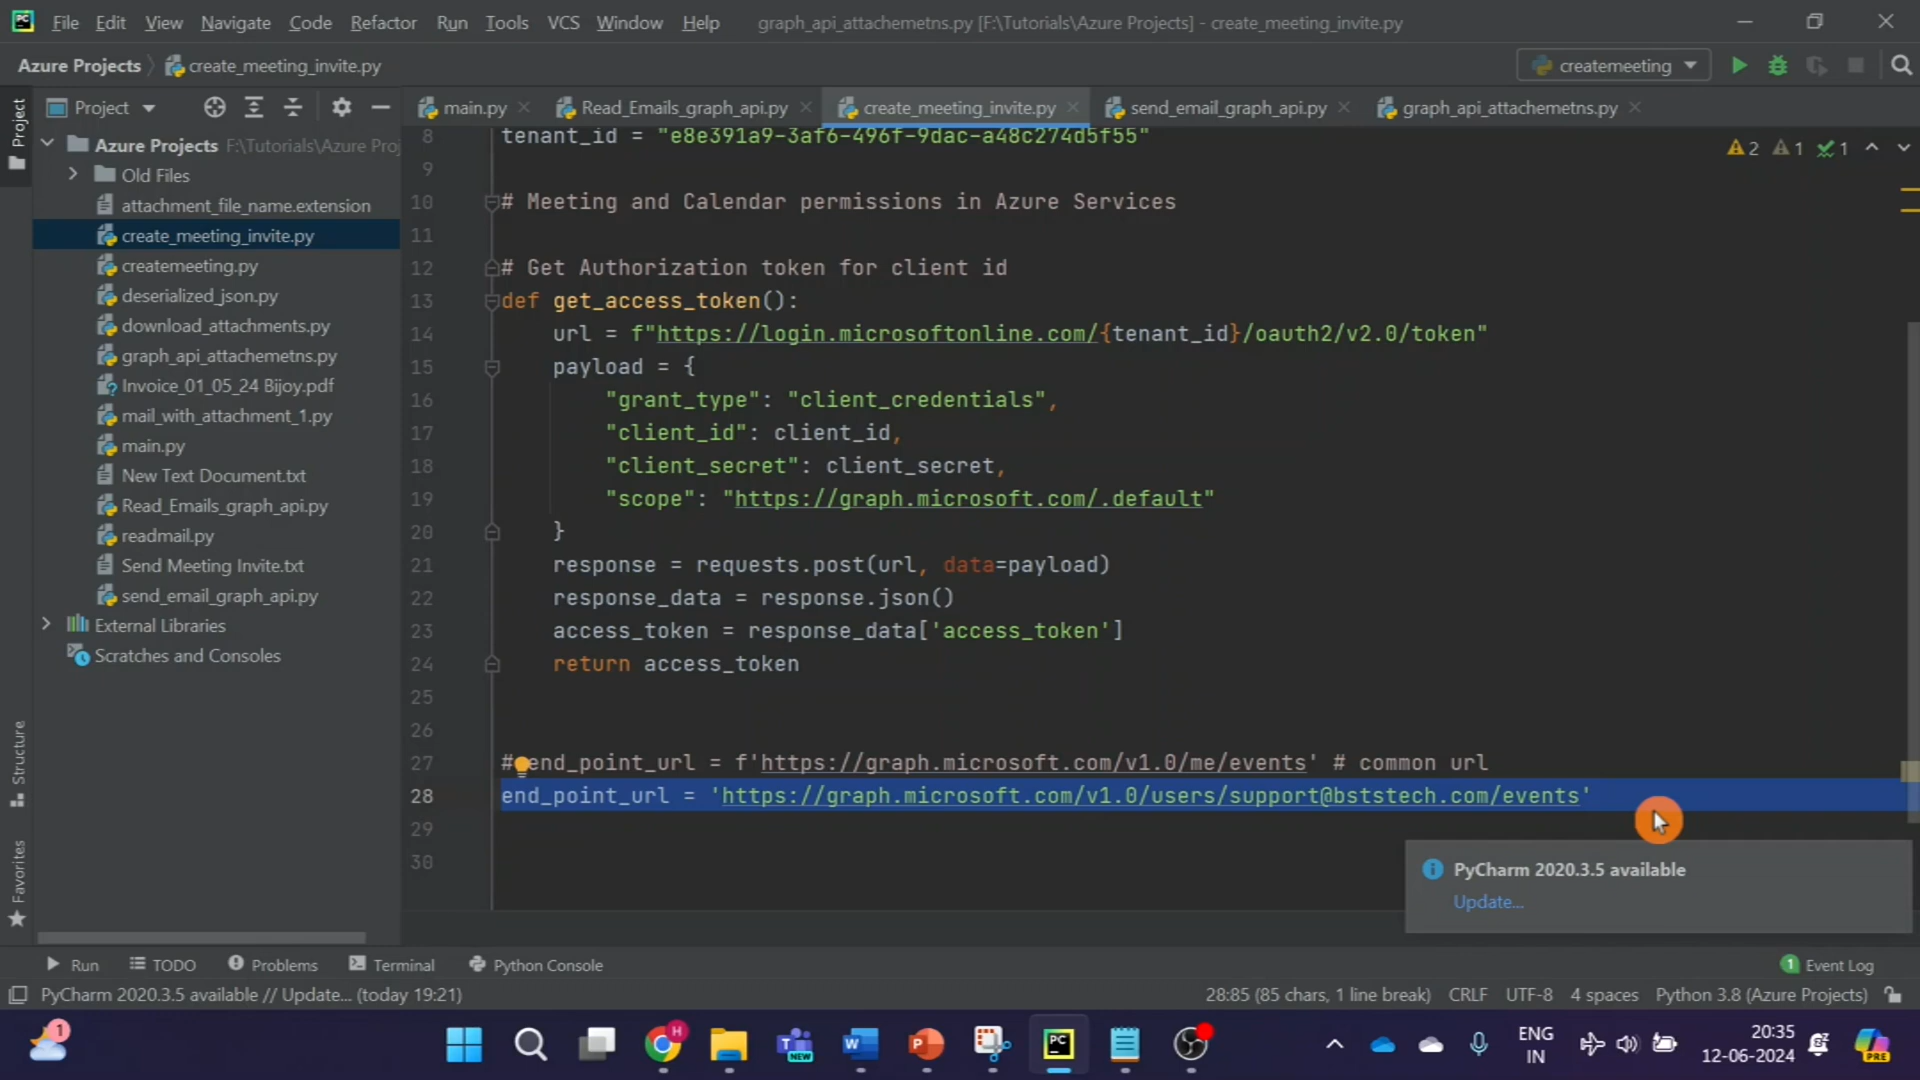 File Edit View Navigate Code Refactor Run Tools VCS Window Help graph_api_attachemetns.py [F:\Tutorials\Azure Projects] - create_meeting_invite.py
Azure Projects create_meeting_invite.py createmeeting
Project main.py Read_Emails_graph_api.py create_meeting_invite.py send_email_graph_api.py graph_api_attachemetns.py
Project
Structure
Favorites
Azure Projects F:\Tutorials\Azure Proj
Old Files
attachment_file_name.extension
create_meeting_invite.py
createmeeting.py
deserialized_json.py
download_attachments.py
graph_api_attachemetns.py
Invoice_01_05_24 Bijoy.pdf
mail_with_attachment_1.py
main.py
New Text Document.txt
Read_Emails_graph_api.py
readmail.py
Send Meeting Invite.txt
send_email_graph_api.py
External Libraries
Scratches and Consoles
2 1 1
8 tenant_id = "e8e391a9-3af6-496f-9dac-a48c274d5f55"
9
10 # Meeting and Calendar permissions in Azure Services
11
12 # Get Authorization token for client id
13 def get_access_token():
14 url = f"https://login.microsoftonline.com/{tenant_id}/oauth2/v2.0/token"
15 payload = {
16 "grant_type": "client_credentials",
17 "client_id": client_id,
18 "client_secret": client_secret,
19 "scope": "https://graph.microsoft.com/.default"
20 }
21 response = requests.post(url, data=payload)
22 response_data = response.json()
23 access_token = response_data['access_token']
24 return access_token
25
26
27 # end_point_url = f'https://graph.microsoft.com/v1.0/me/events' # common url
28 end_point_url = 'https://graph.microsoft.com/v1.0/users/support@bststech.com/events'
29
30
PyCharm 2020.3.5 available
Update...
Run TODO Problems Terminal Python Console 1 Event Log
PyCharm 2020.3.5 available // Update... (today 19:21) 28:85 (85 chars, 1 line break) CRLF UTF-8 4 spaces Python 3.8 (Azure Projects)
1 H NEW W P PC ENG IN 20:35 PRE
12-06-2024